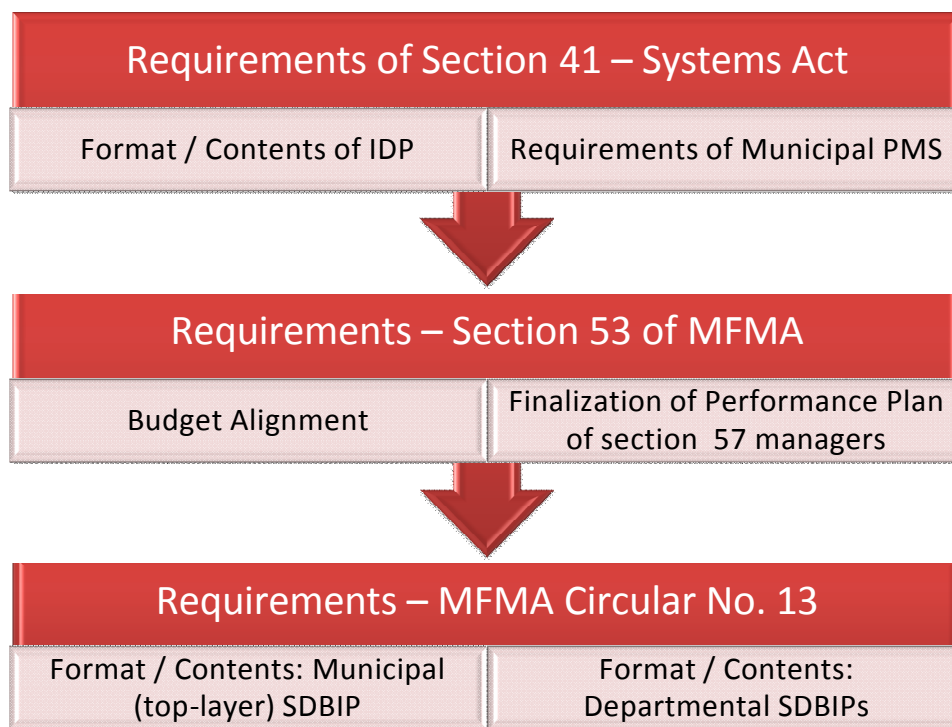 Requirements of Section 41 – Systems Act
Format / Contents of IDP
Requirements of Municipal PMS
Requirements – Section 53 of MFMA
Budget Alignment
Finalization of Performance Plan
of section 57 managers
Requirements – MFMA Circular No. 13
Format / Contents: Municipal
(top-layer) SDBIP
Format / Contents:
Departmental SDBIPs